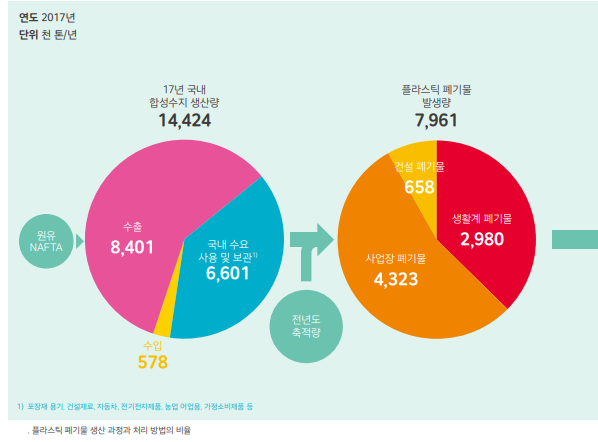 연도 2017년
단위 천 톤/년
17년 국내
합성수지 생산량
14,424
플라스틱 폐기물
발생량
7,961
원유
NAFTA
수출
8,401
국내 수요
사용 및 보관1)
6,601
수입
578
전년도
축적량
건설 폐기물
658
생활계 폐기물
2,980
사업장 폐기물
4,323
1) 포장재 용기, 건설재료, 자동차, 전기전자제품, 농업 어업용, 가정소비제품 등
. 플라스틱 폐기물 생산 과정과 처리 방법의 비율